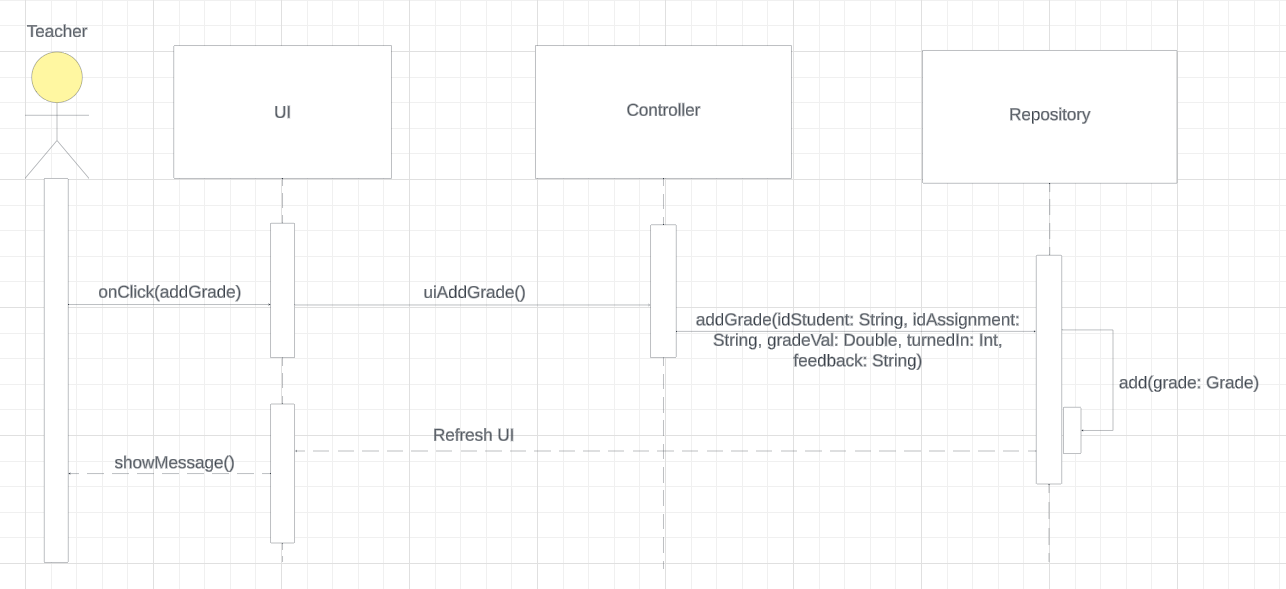 Teacher
UI
Controller
Repository
onClick(addGrade)
uiAddGrade()
addGrade(idStudent: String, idAssignment:
String, gradeVal: Double, turnedIn: Int,
feedback: String)
add(grade: Grade)
Refresh UI
showMessage()